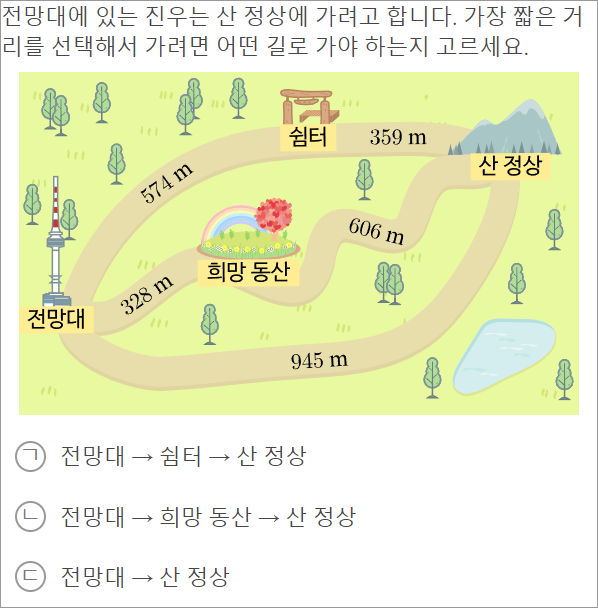 전망대에 있는 진우는 산 정상에 가려고 합니다. 가장 짧은 거
리를 선택해서 가려면 어떤 길로 가야 하는지 고르세요.
쉼터
359 m
산 정상
574 m
606 m
희망 동산
328 m
전망대
945 m
ㄱ 전망대 → 쉼터 → 산 정상
ㄴ 전망대 → 희망 동산 → 산 정상
ㄷ 전망대 → 산 정상